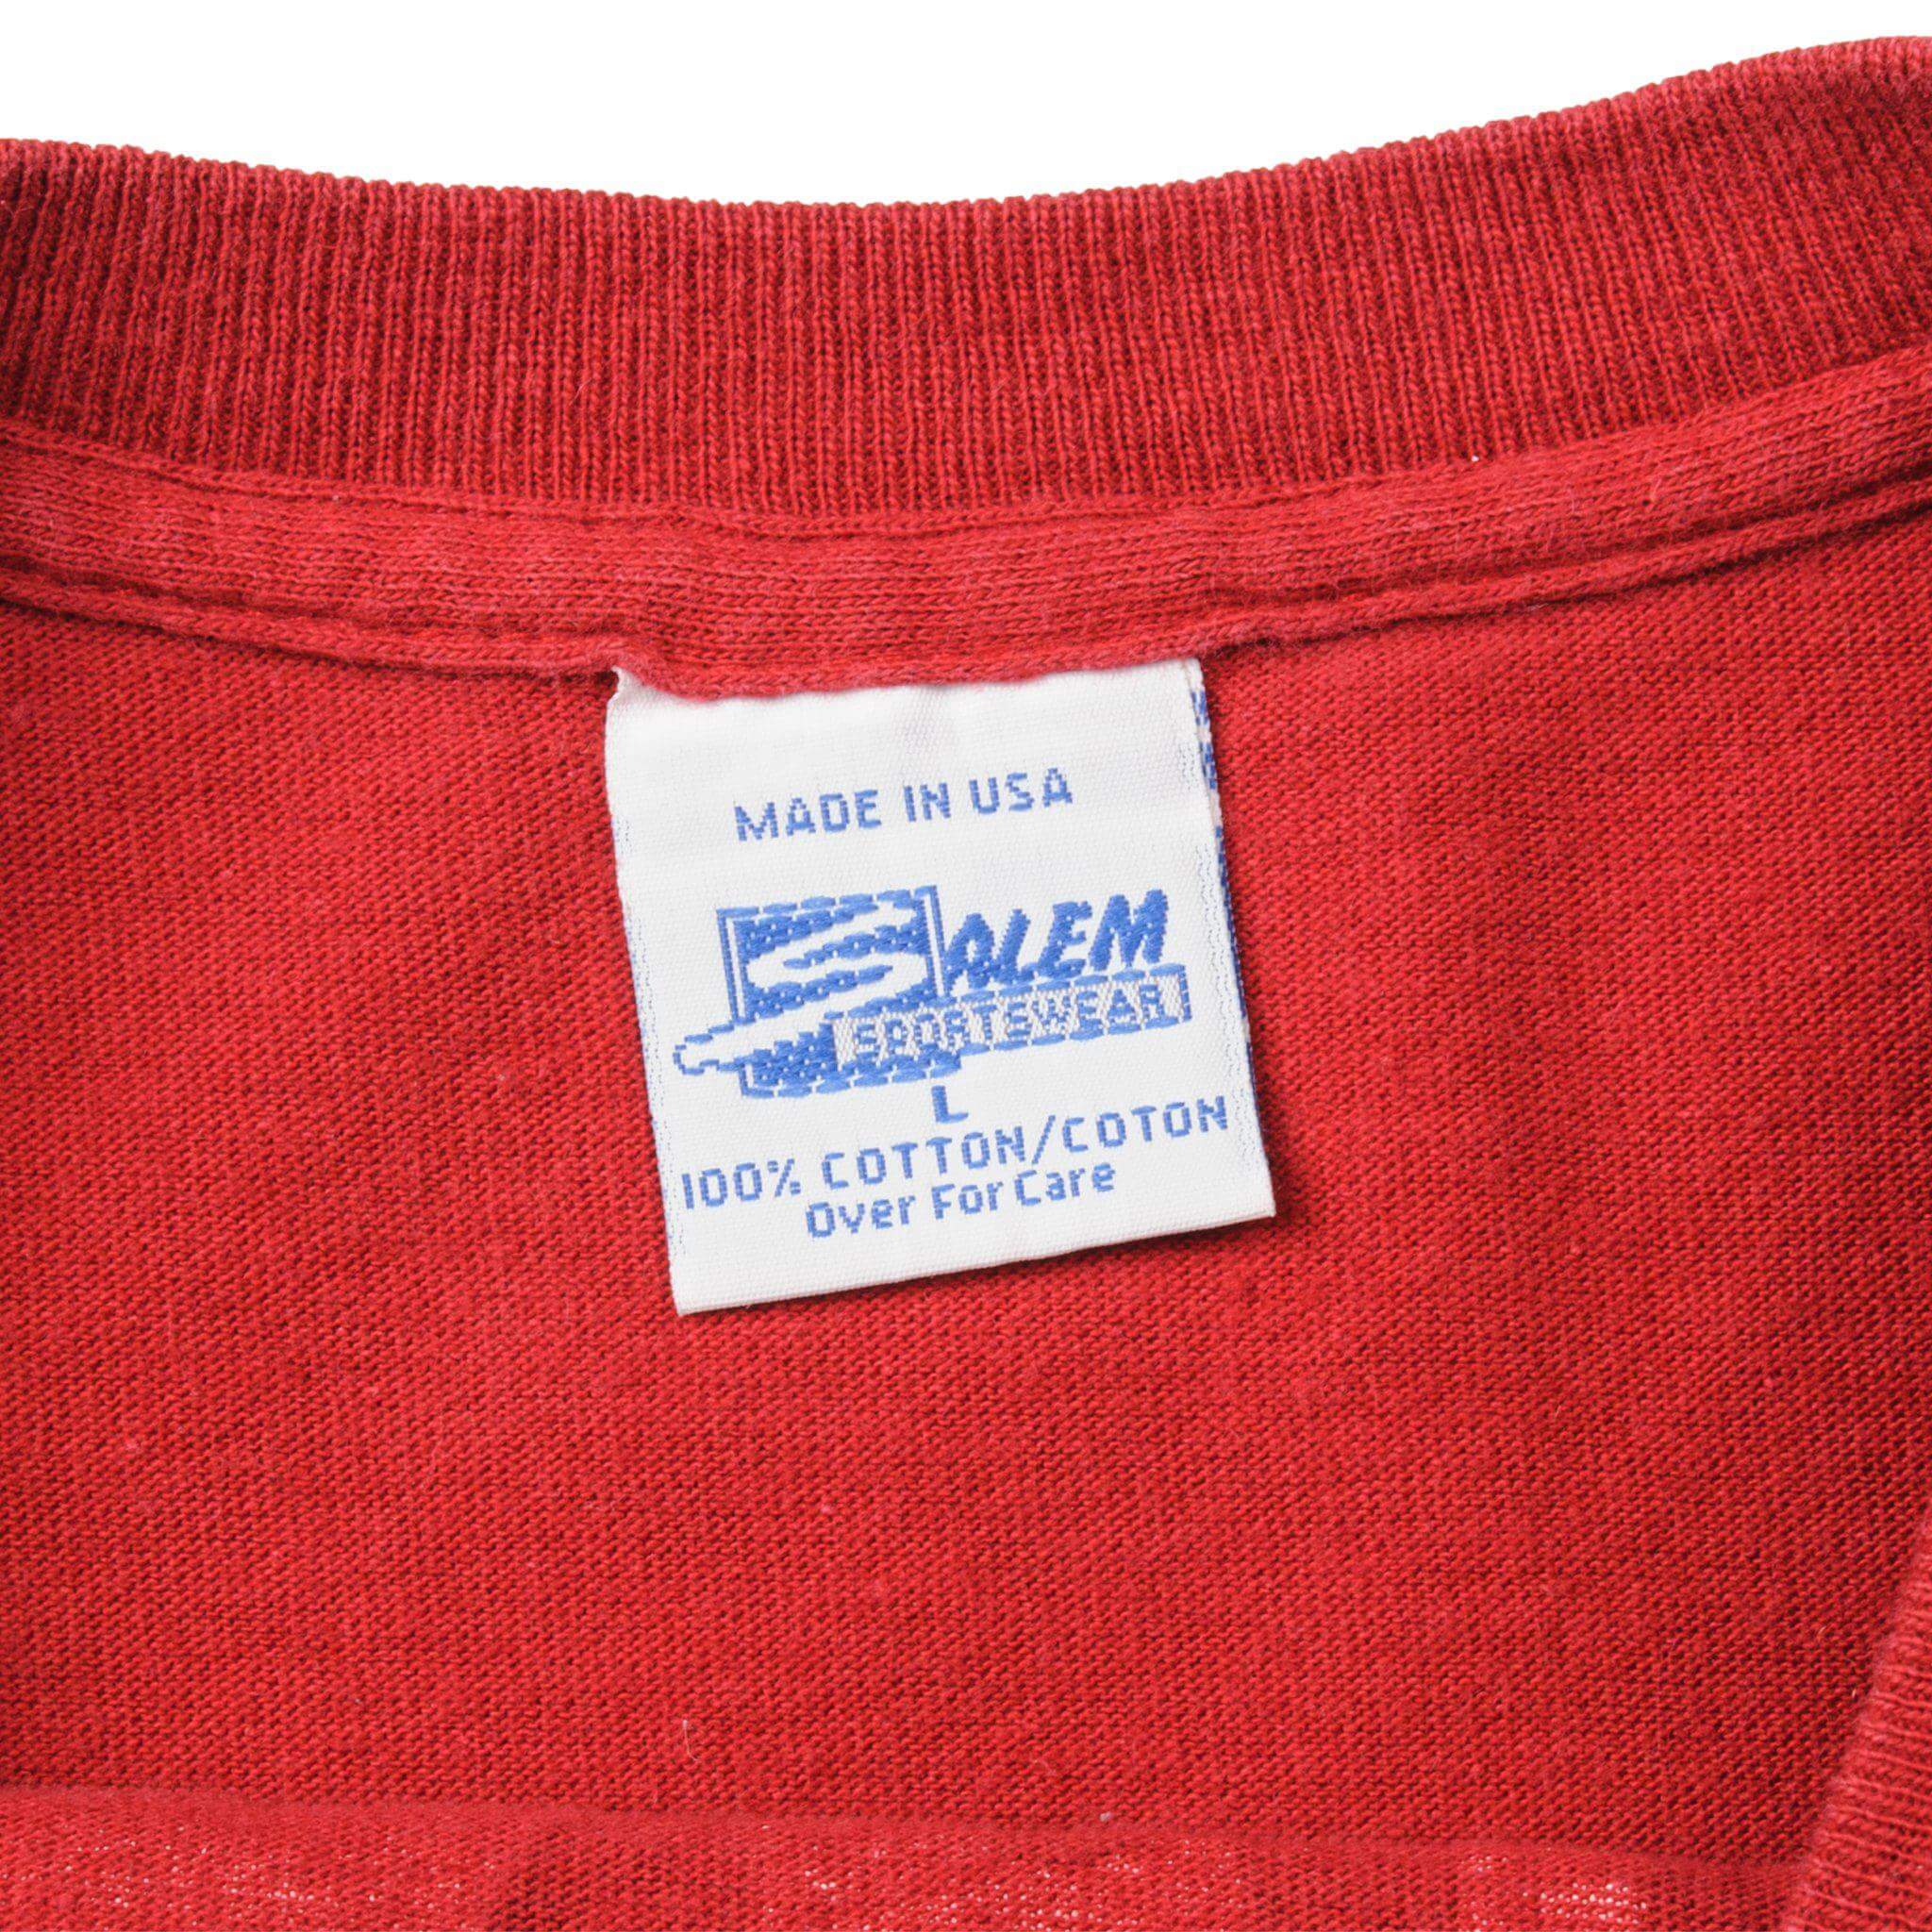 MADE IN USA
SALEM
SPORTSWEAR
L
100% COTTON/COTON
Over For Care